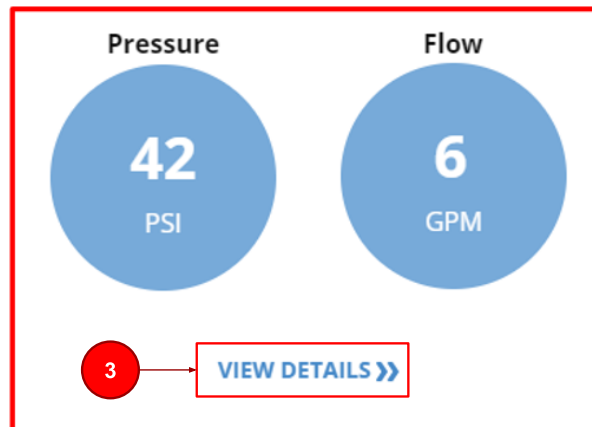 Pressure
Flow
42
PSI
6
GPM
3
VIEW DETAILS »